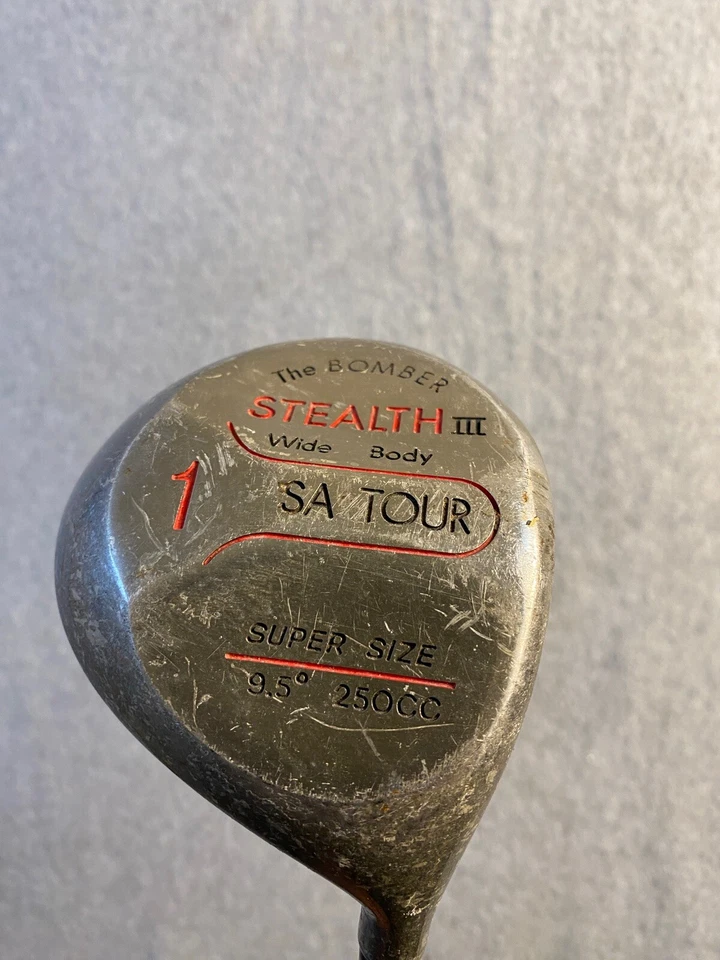 The BOMBER
STEALTH III
Wide Body
1 SA TOUR
SUPER SIZE
9.5° 250CC